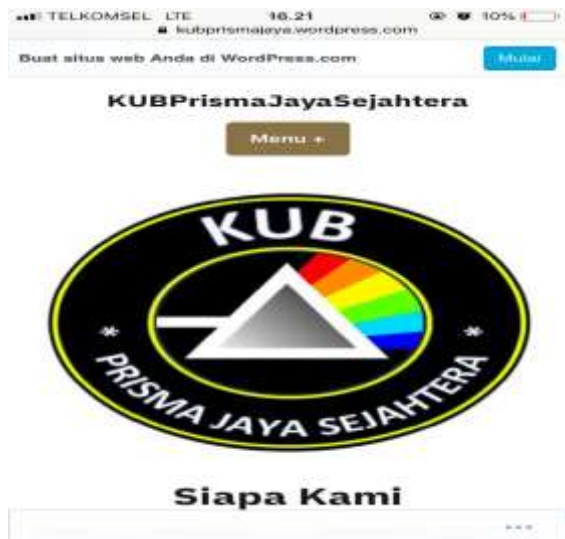 TELKOMSEL LTE 16.21 10%
kubprismajaya.wordpress.com
Buat situs web Anda di WordPress.com Mulai
KUBPrismaJayaSejahtera
Menu +
KUB
* PRISMA JAYA SEJAHTERA *
Siapa Kami